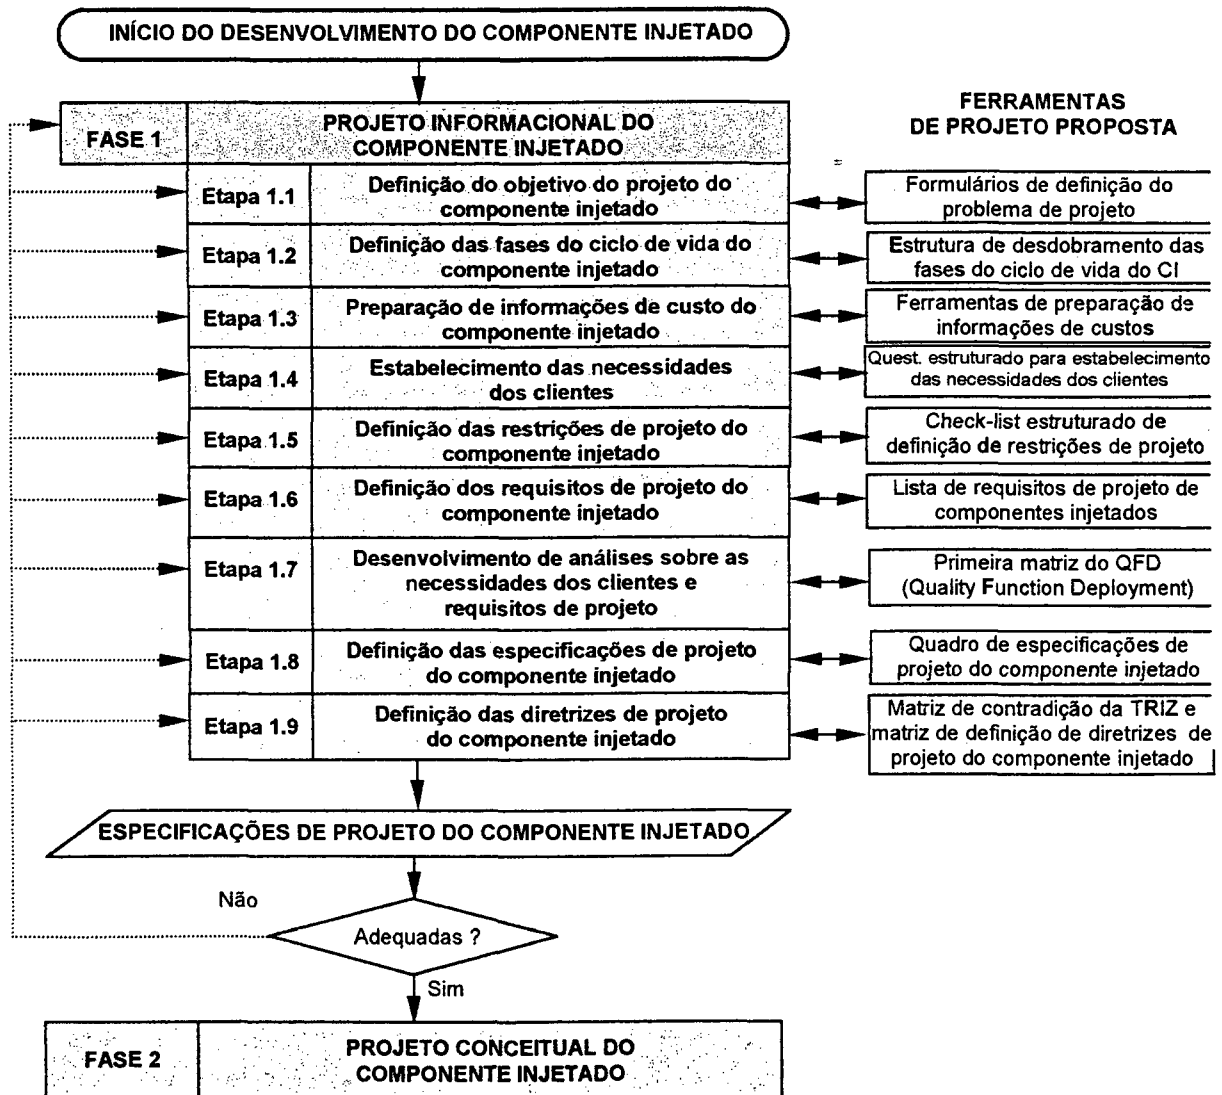 INÍCIO DO DESENVOLVIMENTO DO COMPONENTE INJETADO
FERRAMENTAS
DE PROJETO PROPOSTA
FASE 1
PROJETO INFORMACIONAL DO
COMPONENTE INJETADO
Etapa 1.1
Definição do objetivo do projeto do
componente injetado
Formulários de definição do
problema de projeto
Etapa 1.2
Definição das fases do ciclo de vida do
componente injetado
Estrutura de desdobramento das
fases do ciclo de vida do CI
Etapa 1.3
Preparação de informações de custo do
componente injetado
Ferramentas de preparação de
informações de custos
Etapa 1.4
Estabelecimento das necessidades
dos clientes
Quest. estruturado para estabelecimento
das necessidades dos clientes
Etapa 1.5
Definição das restrições de projeto do
componente injetado
Check-list estruturado de
definição de restrições de projeto
Etapa 1.6
Definição dos requisitos de projeto do
componente injetado
Lista de requisitos de projeto de
componentes injetados
Etapa 1.7
Desenvolvimento de análises sobre as
necessidades dos clientes e
requisitos de projeto
Primeira matriz do QFD
(Quality Function Deployment)
Etapa 1.8
Definição das especificações de projeto
do componente injetado
Quadro de especificações de
projeto do componente injetado
Etapa 1.9
Definição das diretrizes de projeto
do componente injetado
Matriz de contradição da TRIZ e
matriz de definição de diretrizes de
projeto do componente injetado
ESPECIFICAÇÕES DE PROJETO DO COMPONENTE INJETADO
Não
Adequadas ?
Sim
FASE 2
PROJETO CONCEITUAL DO
COMPONENTE INJETADO